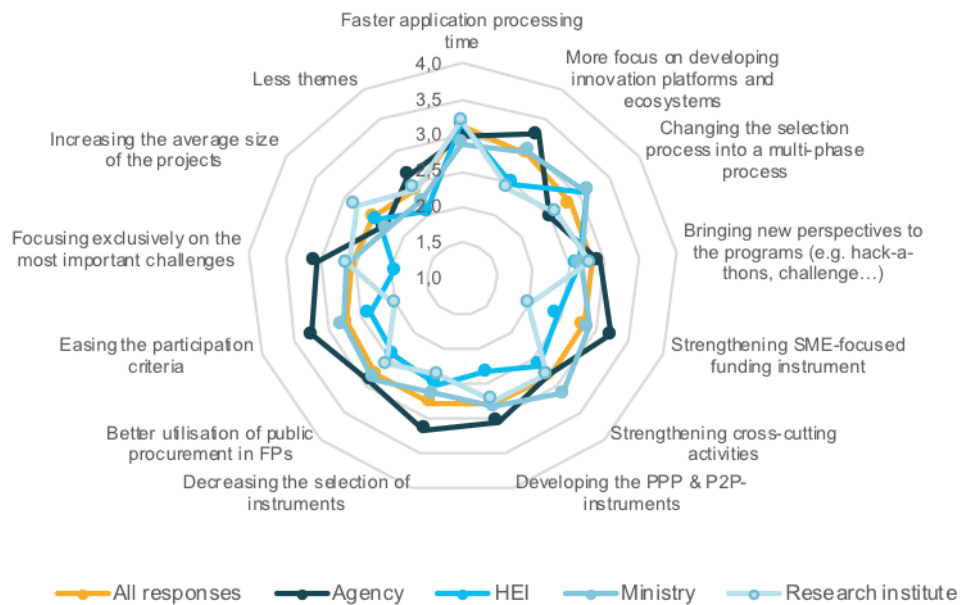 Faster application processing
time
More focus on developing
innovation platforms and
ecosystems
Changing the selection
process into a multi-phase
process
Bringing new perspectives to
the programs (e.g. hack-a-
thons, challenge…)
Strengthening SME-focused
funding instrument
Strengthening cross-cutting
activities
Developing the PPP & P2P-
instruments
Decreasing the selection of
instruments
Better utilisation of public
procurement in FPs
Easing the participation
criteria
Focusing exclusively on the
most important challenges
Increasing the average size
of the projects
Less themes
4,0
3,5
3,0
2,5
2,0
1,5
1,0
All responses
Agency
HEI
Ministry
Research institute